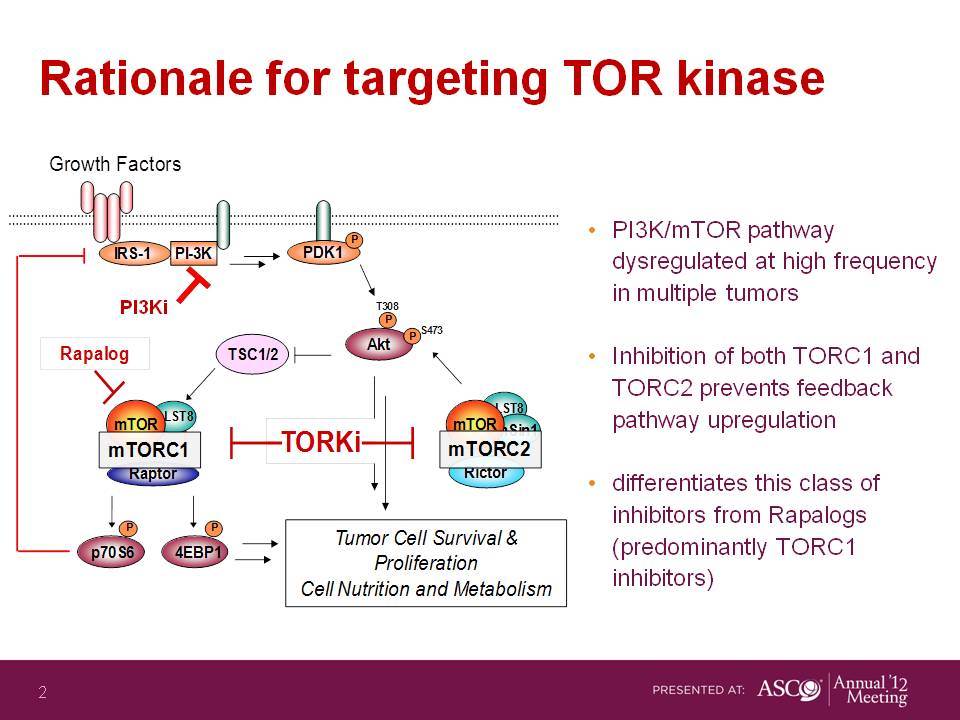 Rationale for targeting TOR kinase
Growth Factors
IRS-1
PI-3K
PDK1
P
PI3Ki
T308
P
P
S473
Akt
Rapalog
TSC1/2
mTOR
LST8
mTORC1
Raptor
TORKi
LST8
mTOR
mSin1
mTORC2
Rictor
P
P
p70S6
4EBP1
Tumor Cell Survival &
Proliferation
Cell Nutrition and Metabolism
• PI3K/mTOR pathway
dysregulated at high frequency
in multiple tumors
• Inhibition of both TORC1 and
TORC2 prevents feedback
pathway upregulation
• differentiates this class of
inhibitors from Rapalogs
(predominantly TORC1
inhibitors)
2
PRESENTED AT:
ASCO
Annual '12
Meeting